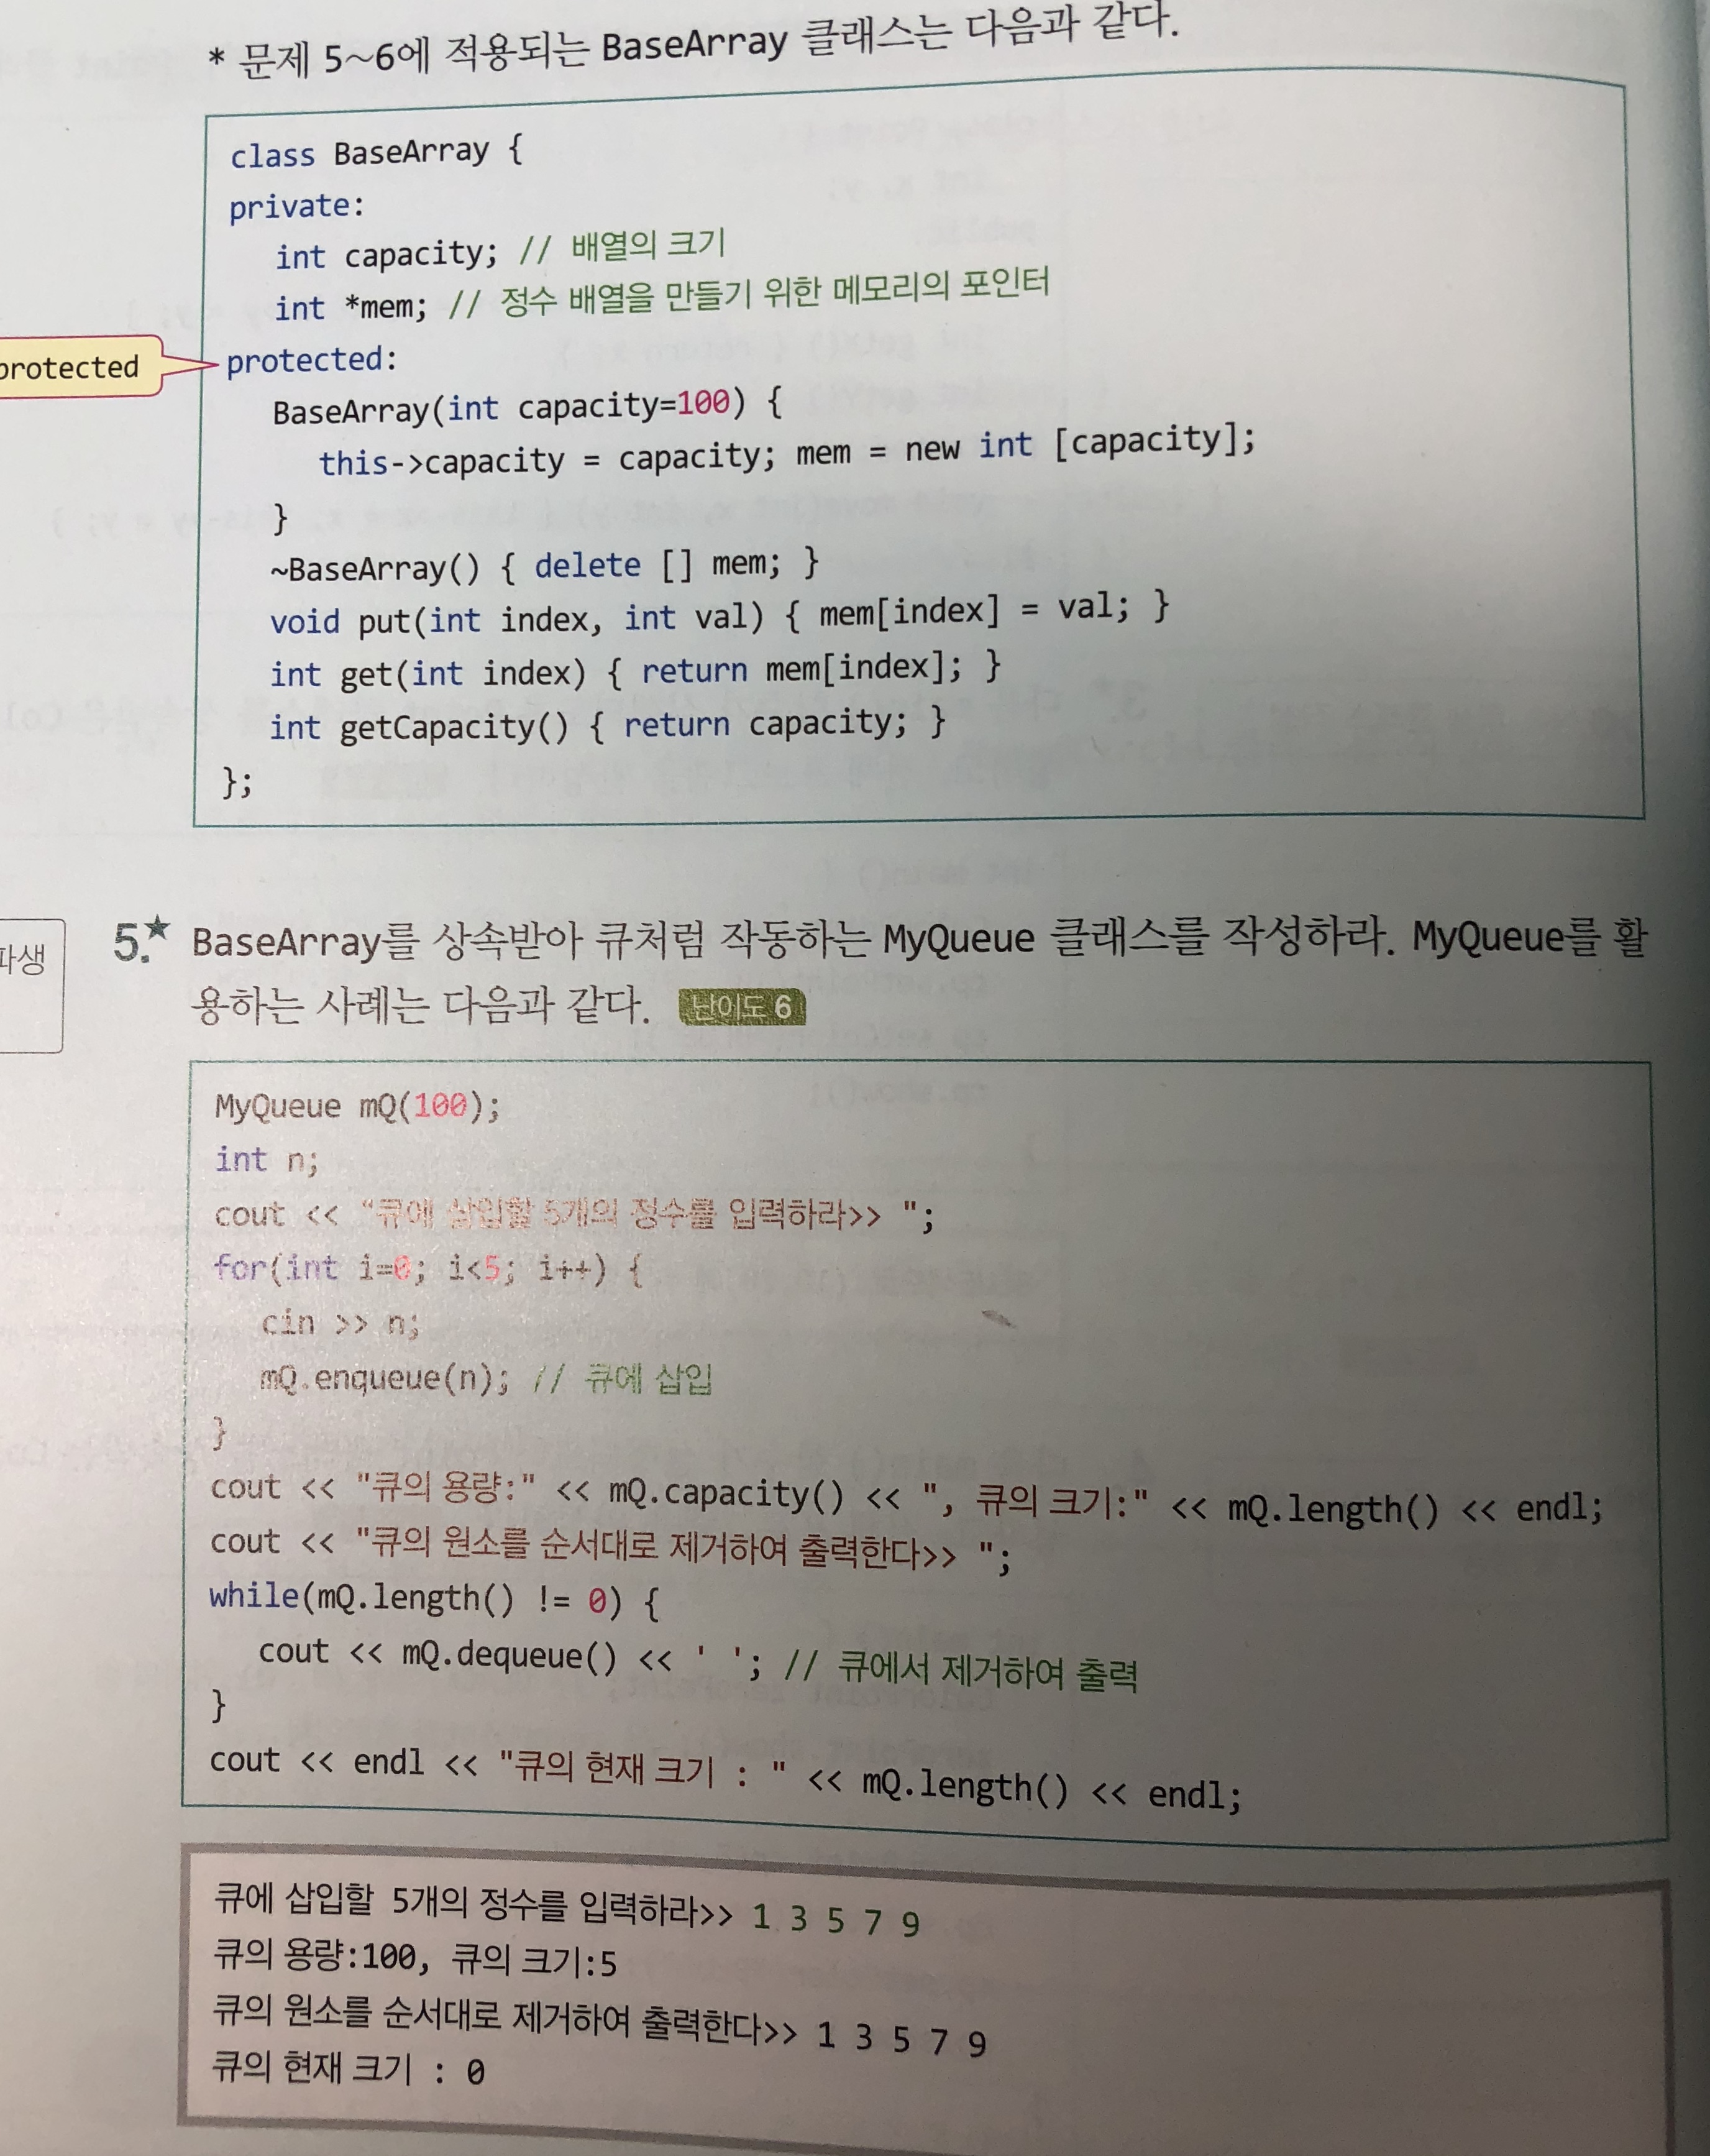 * 문제 5~6에 적용되는 BaseArray 클래스는 다음과 같다.
class BaseArray {
private:
int capacity; // 배열의 크기
int *mem; // 정수 배열을 만들기 위한 메모리의 포인터
protected
protected:
BaseArray(int capacity=100) {
this->capacity = capacity; mem = new int [capacity];
}
~BaseArray() { delete [] mem; }
void put(int index, int val) { mem[index] = val; }
int get(int index) { return mem[index]; }
int getCapacity() { return capacity; }
};
파생
5.★ BaseArray를 상속받아 큐처럼 작동하는 MyQueue 클래스를 작성하라. MyQueue를 활
용하는 사례는 다음과 같다. 난이도 6
MyQueue mQ(100);
int n;
cout << "큐에 삽입할 5개의 정수를 입력하라>> ";
for(int i=0; i<5; i++) {
cin >> n;
mQ.enqueue(n); // 큐에 삽입
}
cout << "큐의 용량:" << mQ.capacity() << ", 큐의 크기:" << mQ.length() << endl;
cout << "큐의 원소를 순서대로 제거하여 출력한다>> ";
while(mQ.length() != 0) {
cout << mQ.dequeue() << ' '; // 큐에서 제거하여 출력
}
cout << endl << "큐의 현재 크기 : " << mQ.length() << endl;
큐에 삽입할 5개의 정수를 입력하라>> 1 3 5 7 9
큐의 용량:100, 큐의 크기:5
큐의 원소를 순서대로 제거하여 출력한다>> 1 3 5 7 9
큐의 현재 크기 : 0